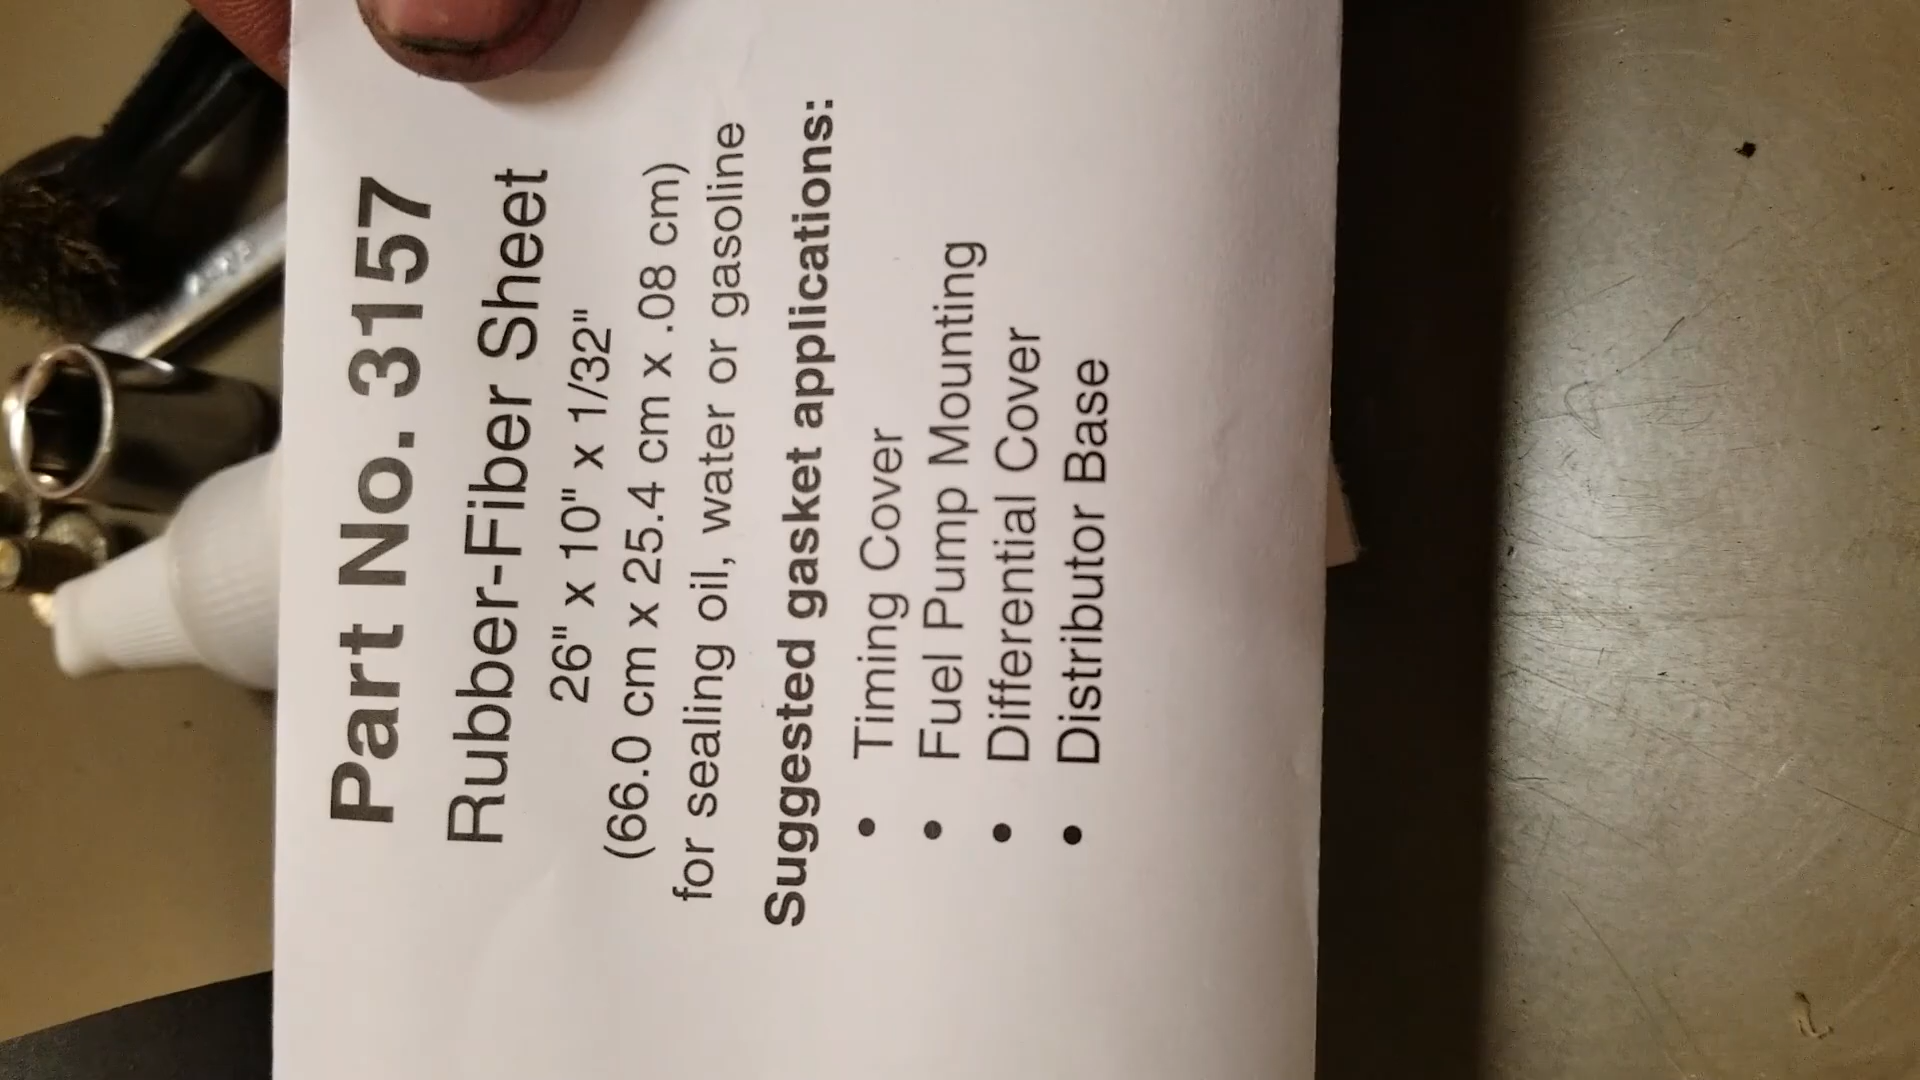 Part No. 3157
Rubber-Fiber Sheet
26" x 10" x 1/32"
(66.0 cm x 25.4 cm x .08 cm)
for sealing oil, water or gasoline
Suggested gasket applications:
• Timing Cover
• Fuel Pump Mounting
• Differential Cover
• Distributor Base